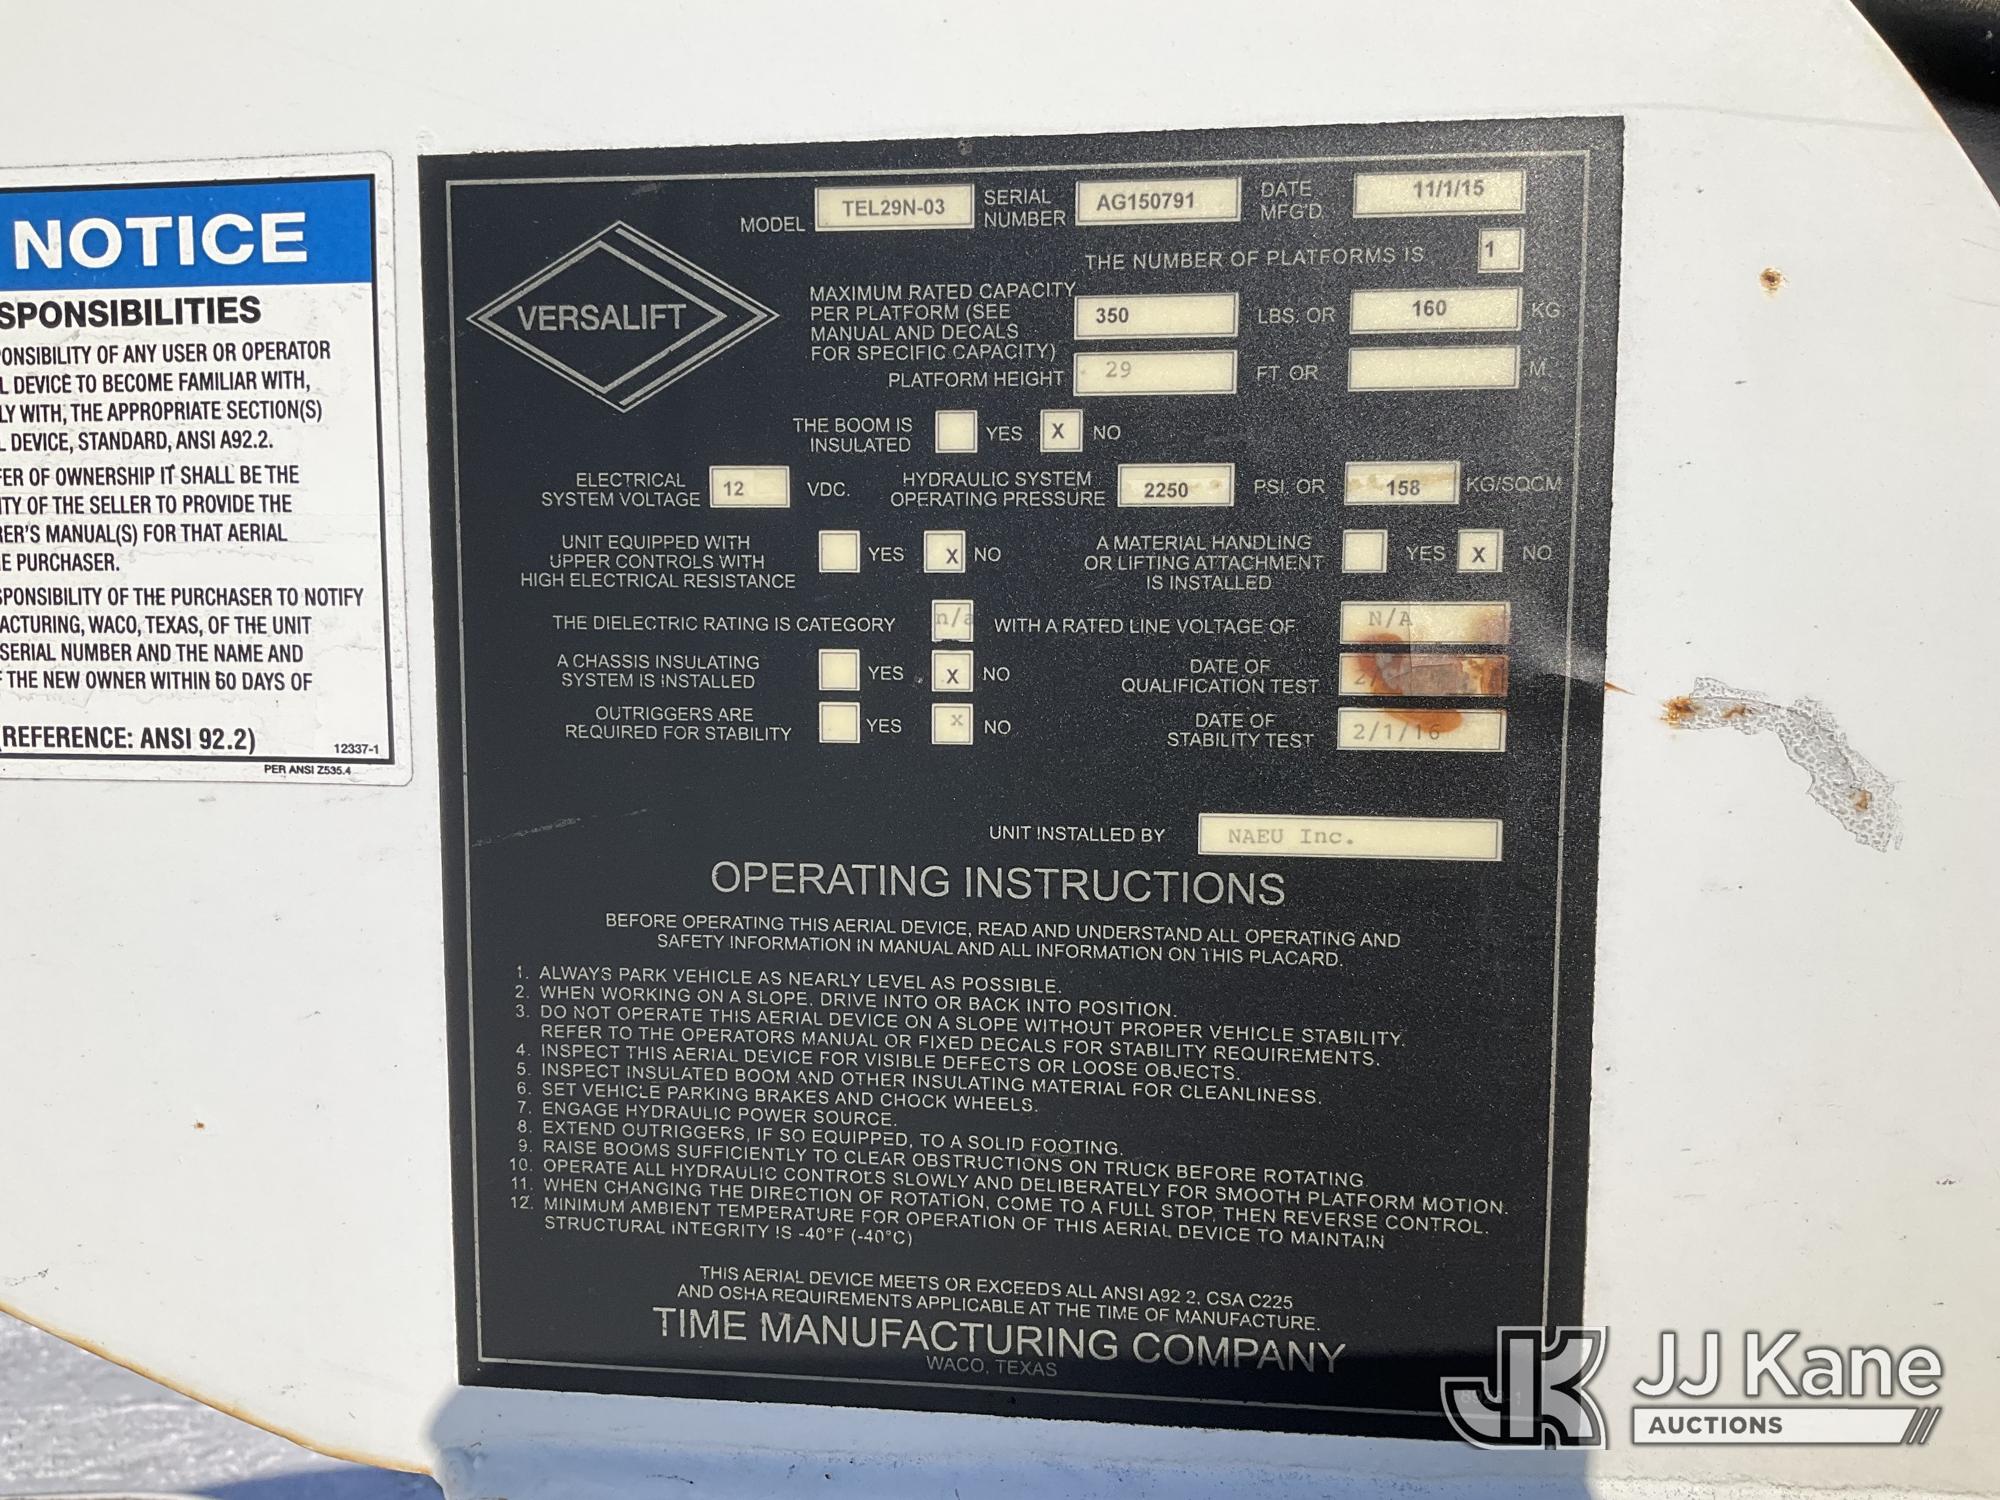 NOTICE
SPONSIBILITIES
ONSIBILITY OF ANY USER OR OPERATOR
L DEVICE TO BECOME FAMILIAR WITH,
LY WITH, THE APPROPRIATE SECTION(S)
L DEVICE, STANDARD, ANSI A92.2.
FER OF OWNERSHIP IT SHALL BE THE
ITY OF THE SELLER TO PROVIDE THE
RER'S MANUAL(S) FOR THAT AERIAL
E PURCHASER.
SPONSIBILITY OF THE PURCHASER TO NOTIFY
ACTURING, WACO, TEXAS, OF THE UNIT
SERIAL NUMBER AND THE NAME AND
F THE NEW OWNER WITHIN 60 DAYS OF
(REFERENCE: ANSI 92.2)
12337-1
PER ANSI Z535.4
VERSALIFT
MODEL TEL29N-03 SERIAL NUMBER AG150791 DATE MFG'D 11/1/15
THE NUMBER OF PLATFORMS IS 1
MAXIMUM RATED CAPACITY
PER PLATFORM (SEE
MANUAL AND DECALS
FOR SPECIFIC CAPACITY) 350 LBS. OR 160 KG
PLATFORM HEIGHT 29 FT OR M
THE BOOM IS
INSULATED YES X NO
ELECTRICAL
SYSTEM VOLTAGE 12 VDC.
HYDRAULIC SYSTEM
OPERATING PRESSURE 2250 PSI OR 158 KG/SQCM
UNIT EQUIPPED WITH
UPPER CONTROLS WITH
HIGH ELECTRICAL RESISTANCE YES X NO
A MATERIAL HANDLING
OR LIFTING ATTACHMENT
IS INSTALLED YES X NO
THE DIELECTRIC RATING IS CATEGORY n/a WITH A RATED LINE VOLTAGE OF N/A
A CHASSIS INSULATING
SYSTEM IS INSTALLED YES X NO
DATE OF
QUALIFICATION TEST
OUTRIGGERS ARE
REQUIRED FOR STABILITY YES X NO
DATE OF
STABILITY TEST 2/1/16
UNIT INSTALLED BY NAEU Inc.
OPERATING INSTRUCTIONS
BEFORE OPERATING THIS AERIAL DEVICE, READ AND UNDERSTAND ALL OPERATING AND
SAFETY INFORMATION IN MANUAL AND ALL INFORMATION ON THIS PLACARD.
1. ALWAYS PARK VEHICLE AS NEARLY LEVEL AS POSSIBLE.
2. WHEN WORKING ON A SLOPE, DRIVE INTO OR BACK INTO POSITION.
3. DO NOT OPERATE THIS AERIAL DEVICE ON A SLOPE WITHOUT PROPER VEHICLE STABILITY.
REFER TO THE OPERATORS MANUAL OR FIXED DECALS FOR STABILITY REQUIREMENTS.
4. INSPECT THIS AERIAL DEVICE FOR VISIBLE DEFECTS OR LOOSE OBJECTS.
5. INSPECT INSULATED BOOM AND OTHER INSULATING MATERIAL FOR CLEANLINESS.
6. SET VEHICLE PARKING BRAKES AND CHOCK WHEELS.
7. ENGAGE HYDRAULIC POWER SOURCE.
8. EXTEND OUTRIGGERS, IF SO EQUIPPED, TO A SOLID FOOTING.
9. RAISE BOOMS SUFFICIENTLY TO CLEAR OBSTRUCTIONS ON TRUCK BEFORE ROTATING
10. OPERATE ALL HYDRAULIC CONTROLS SLOWLY AND DELIBERATELY FOR SMOOTH PLATFORM MOTION.
11. WHEN CHANGING THE DIRECTION OF ROTATION, COME TO A FULL STOP, THEN REVERSE CONTROL.
12. MINIMUM AMBIENT TEMPERATURE FOR OPERATION OF THIS AERIAL DEVICE TO MAINTAIN
STRUCTURAL INTEGRITY IS -40°F (-40°C)
THIS AERIAL DEVICE MEETS OR EXCEEDS ALL ANSI A92 2, CSA C225
AND OSHA REQUIREMENTS APPLICABLE AT THE TIME OF MANUFACTURE.
TIME MANUFACTURING COMPANY
WACO, TEXAS
JK JJ Kane
AUCTIONS